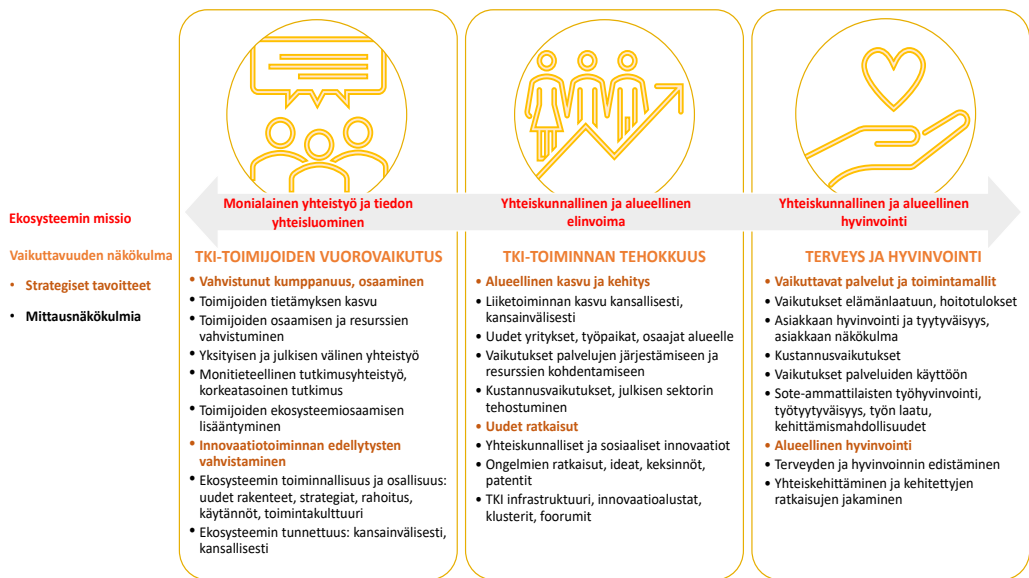 Ekosysteemin missio
Vaikuttavuuden näkökulma
• Strategiset tavoitteet
• Mittausnäkökulmia
Monialainen yhteistyö ja tiedon
yhteisluominen
TKI-TOIMIJOIDEN VUOROVAIKUTUS
• Vahvistunut kumppanuus, osaaminen
• Toimijoiden tietämyksen kasvu
• Toimijoiden osaamisen ja resurssien
vahvistuminen
• Yksityisen ja julkisen välinen yhteistyö
• Monitieteellinen tutkimusyhteistyö,
korkeatasoinen tutkimus
• Toimijoiden ekosysteemiosaamisen
lisääntyminen
• Innovaatiotoiminnan edellytysten
vahvistaminen
• Ekosysteemin toiminnallisuus ja osallisuus:
uudet rakenteet, strategiat, rahoitus,
käytännöt, toimintakulttuuri
• Ekosysteemin tunnettuus: kansainvälisesti,
kansallisesti
Yhteiskunnallinen ja alueellinen
elinvoima
TKI-TOIMINNAN TEHOKKUUS
• Alueellinen kasvu ja kehitys
• Liiketoiminnan kasvu kansallisesti,
kansainvälisesti
• Uudet yritykset, työpaikat, osaajat alueelle
• Vaikutukset palvelujen järjestämiseen ja
resurssien kohdentamiseen
• Kustannusvaikutukset, julkisen sektorin
tehostuminen
• Uudet ratkaisut
• Yhteiskunnalliset ja sosiaaliset innovaatiot
• Ongelmien ratkaisut, ideat, keksinnöt,
patentit
• TKI infrastruktuuri, innovaatioalustat,
klusterit, foorumit
Yhteiskunnallinen ja alueellinen
hyvinvointi
TERVEYS JA HYVINVOINTI
• Vaikuttavat palvelut ja toimintamallit
• Vaikutukset elämänlaatuun, hoitotulokset
• Asiakkaan hyvinvointi ja tyytyväisyys,
asiakkaan näkökulma
• Kustannusvaikutukset
• Vaikutukset palveluiden käyttöön
• Sote-ammattilaisten työhyvinvointi,
työtyytyväisyys, työn laatu,
kehittämismahdollisuudet
• Alueellinen hyvinvointi
• Terveyden ja hyvinvoinnin edistäminen
• Yhteiskehittäminen ja kehitettyjen
ratkaisujen jakaminen